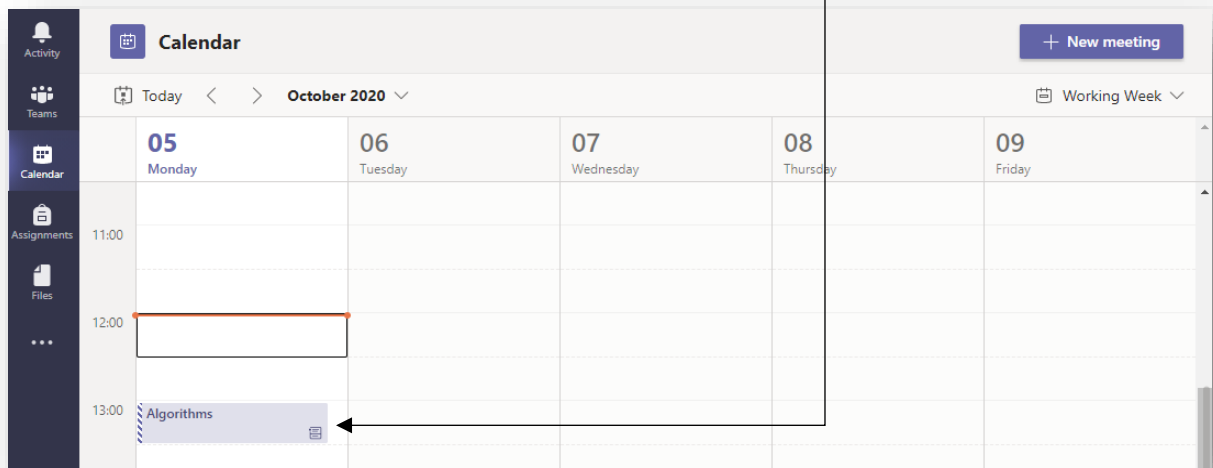 Activity
Teams
Calendar
Assignments
Files
Calendar
+ New meeting
Today October 2020
Working Week
05 06 07 08 09
Monday Tuesday Wednesday Thursday Friday
11:00
12:00
13:00 Algorithms